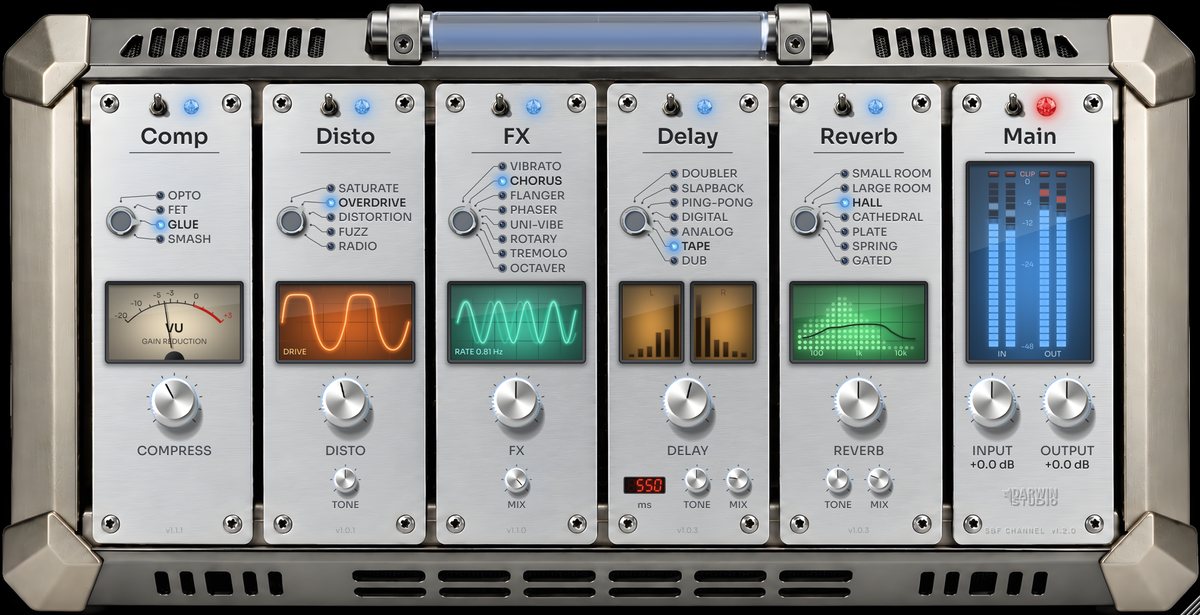 Comp
OPTO
FET
GLUE
SMASH
-20 -10 -5 -3 0 +3
VU
GAIN REDUCTION
COMPRESS
v1.1.1
Disto
SATURATE
OVERDRIVE
DISTORTION
FUZZ
RADIO
DRIVE
DISTO
TONE
v1.0.1
FX
VIBRATO
CHORUS
FLANGER
PHASER
UNI-VIBE
ROTARY
TREMOLO
OCTAVER
RATE 0.81 Hz
FX
MIX
v1.1.0
Delay
DOUBLER
SLAPBACK
PING-PONG
DIGITAL
ANALOG
TAPE
DUB
L R
DELAY
550
ms TONE MIX
v1.0.3
Reverb
SMALL ROOM
LARGE ROOM
HALL
CATHEDRAL
PLATE
SPRING
GATED
100 1k 10k
REVERB
TONE MIX
v1.0.3
Main
CLIP
0
-6
-12
-24
-48
IN OUT
INPUT OUTPUT
+0.0 dB +0.0 dB
DARWIN
STUDIO
SBF CHANNEL v1.2.0